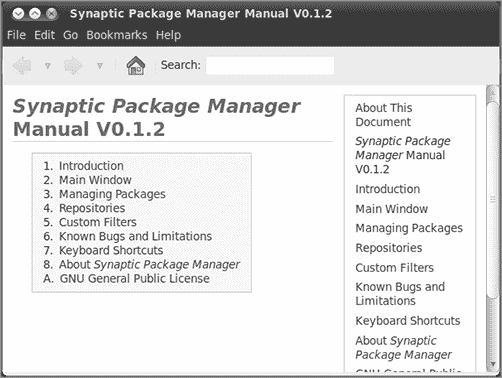 Synaptic Package Manager Manual V0.1.2
File Edit Go Bookmarks Help
Search:
Synaptic Package Manager
Manual V0.1.2
1. Introduction
2. Main Window
3. Managing Packages
4. Repositories
5. Custom Filters
6. Known Bugs and Limitations
7. Keyboard Shortcuts
8. About Synaptic Package Manager
A. GNU General Public License
About This
Document
Synaptic Package
Manager Manual
V0.1.2
Introduction
Main Window
Managing Packages
Repositories
Custom Filters
Known Bugs and
Limitations
Keyboard Shortcuts
About Synaptic
Package Manager
GNU General Public